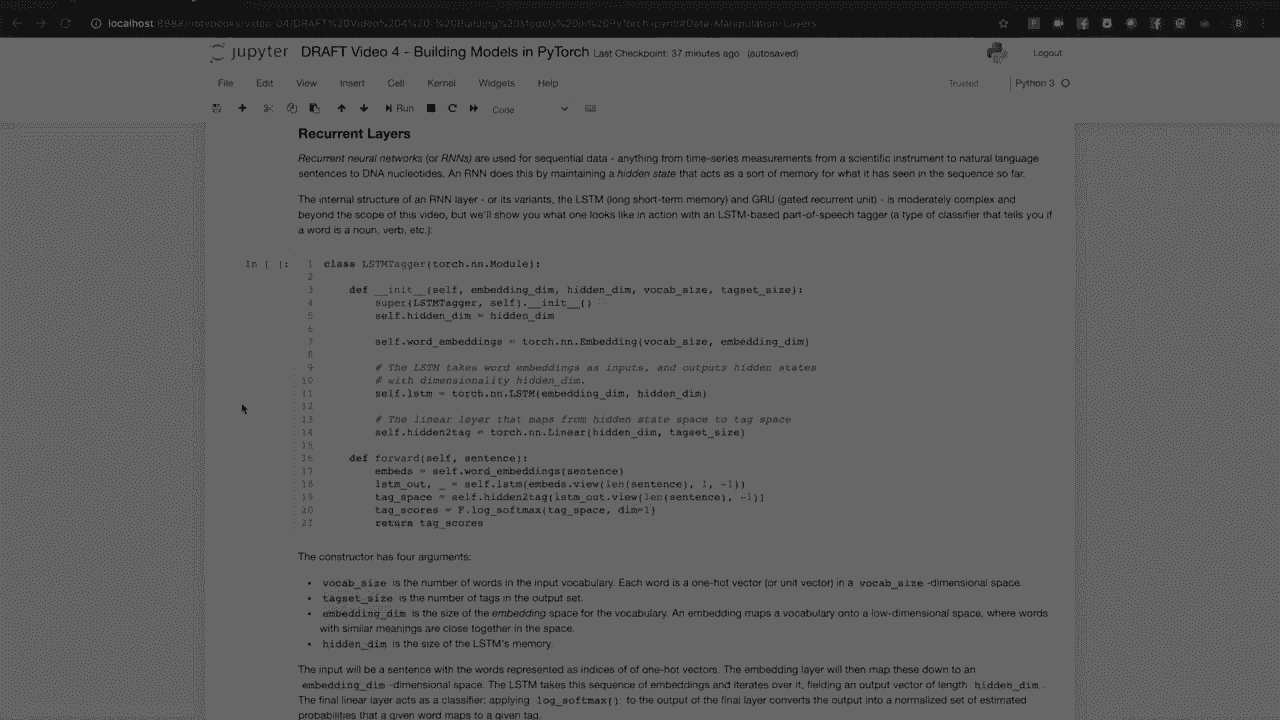 localhost:8888/notebooks/video_04/DRAFT%20Video%204%20-%20Building%20Models%20in%20PyTorch.ipynb#Data-Manipulation-Layers
jupyter DRAFT Video 4 - Building Models in PyTorch Last Checkpoint: 37 minutes ago (autosaved)
Logout
File Edit View Insert Cell Kernel Widgets Help
Trusted Python 3
Run Code
Recurrent Layers
Recurrent neural networks (or RNNs) are used for sequential data - anything from time-series measurements from a scientific instrument to natural language
sentences to DNA nucleotides. An RNN does this by maintaining a hidden state that acts as a sort of memory for what it has seen in the sequence so far.
The internal structure of an RNN layer - or its variants, the LSTM (long short-term memory) and GRU (gated recurrent unit) - is moderately complex and
beyond the scope of this video, but we'll show you what one looks like in action with an LSTM-based part-of-speech tagger (a type of classifier that tells you if
a word is a noun, verb, etc.):
In [ ]: 1 class LSTMTagger(torch.nn.Module):
2
3 def __init__(self, embedding_dim, hidden_dim, vocab_size, tagset_size):
4 super(LSTMTagger, self).__init__()
5 self.hidden_dim = hidden_dim
6
7 self.word_embeddings = torch.nn.Embedding(vocab_size, embedding_dim)
8
9 # The LSTM takes word embeddings as inputs, and outputs hidden states
10 # with dimensionality hidden_dim.
11 self.lstm = torch.nn.LSTM(embedding_dim, hidden_dim)
12
13 # The linear layer that maps from hidden state space to tag space
14 self.hidden2tag = torch.nn.Linear(hidden_dim, tagset_size)
15
16 def forward(self, sentence):
17 embeds = self.word_embeddings(sentence)
18 lstm_out, _ = self.lstm(embeds.view(len(sentence), 1, -1))
19 tag_space = self.hidden2tag(lstm_out.view(len(sentence), -1))
20 tag_scores = F.log_softmax(tag_space, dim=1)
21 return tag_scores
The constructor has four arguments:
• vocab_size is the number of words in the input vocabulary. Each word is a one-hot vector (or unit vector) in a vocab_size -dimensional space.
• tagset_size is the number of tags in the output set.
• embedding_dim is the size of the embedding space for the vocabulary. An embedding maps a vocabulary onto a low-dimensional space, where words
with similar meanings are close together in the space.
• hidden_dim is the size of the LSTM's memory.
The input will be a sentence with the words represented as indices of of one-hot vectors. The embedding layer will then map these down to an
embedding_dim -dimensional space. The LSTM takes this sequence of embeddings and iterates over it, fielding an output vector of length hidden_dim.
The final linear layer acts as a classifier; applying log_softmax() to the output of the final layer converts the output into a normalized set of estimated
probabilities that a given word maps to a given tag.